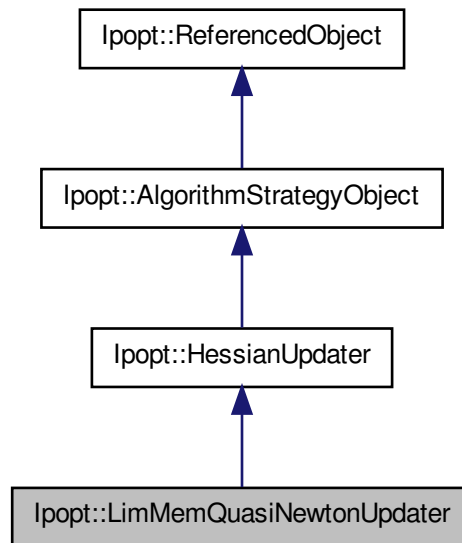 Ipopt::ReferencedObject
Ipopt::AlgorithmStrategyObject
Ipopt::HessianUpdater
Ipopt::LimMemQuasiNewtonUpdater